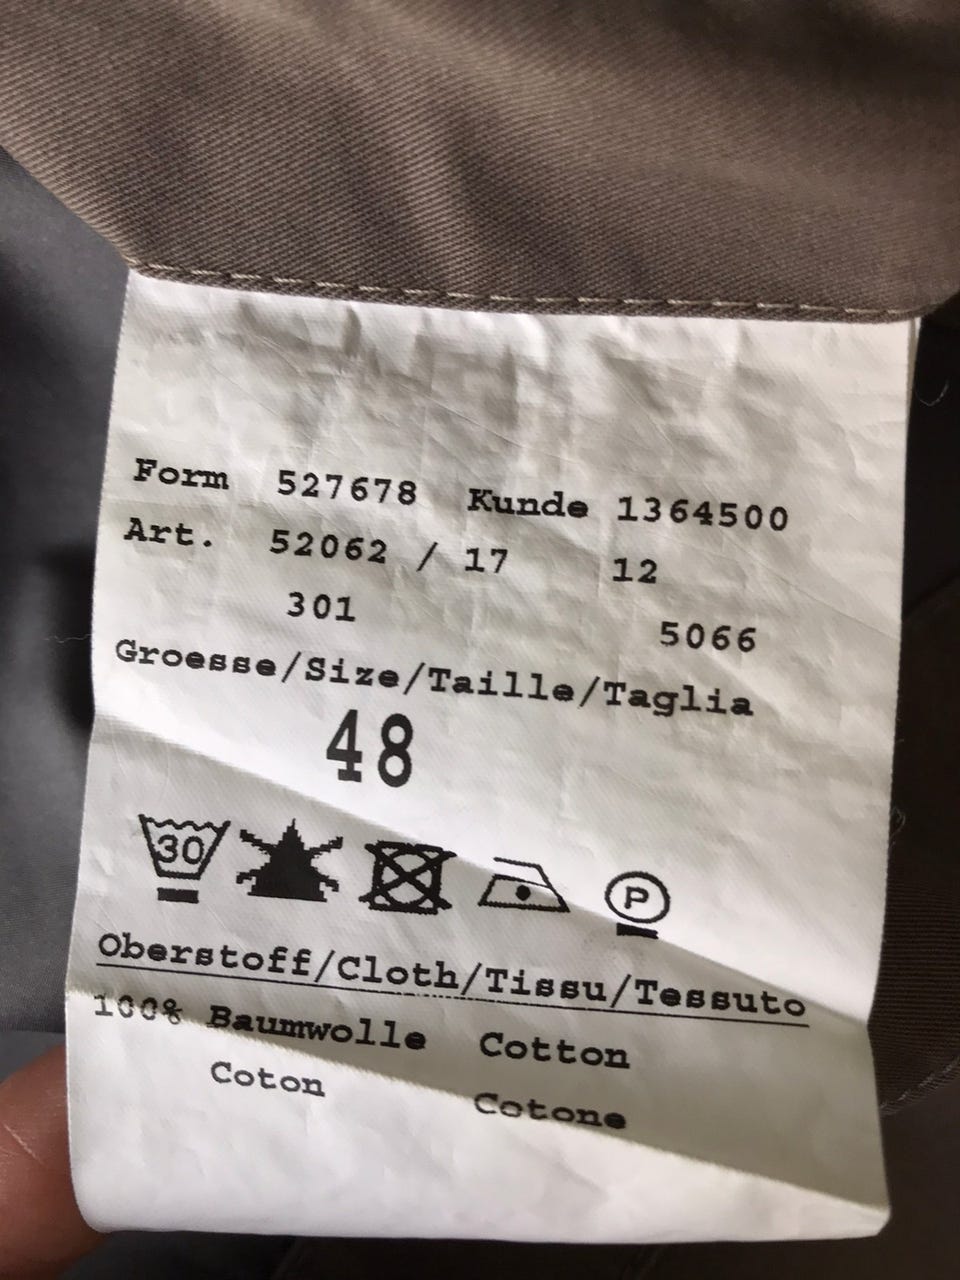 Form 527678 Kunde 1364500
Art. 52062 / 17 12
301 5066
Groesse/Size/Taille/Taglia
48
30 P
Oberstoff/Cloth/Tissu/Tessuto
100% Baumwolle Cotton
Coton Cotone